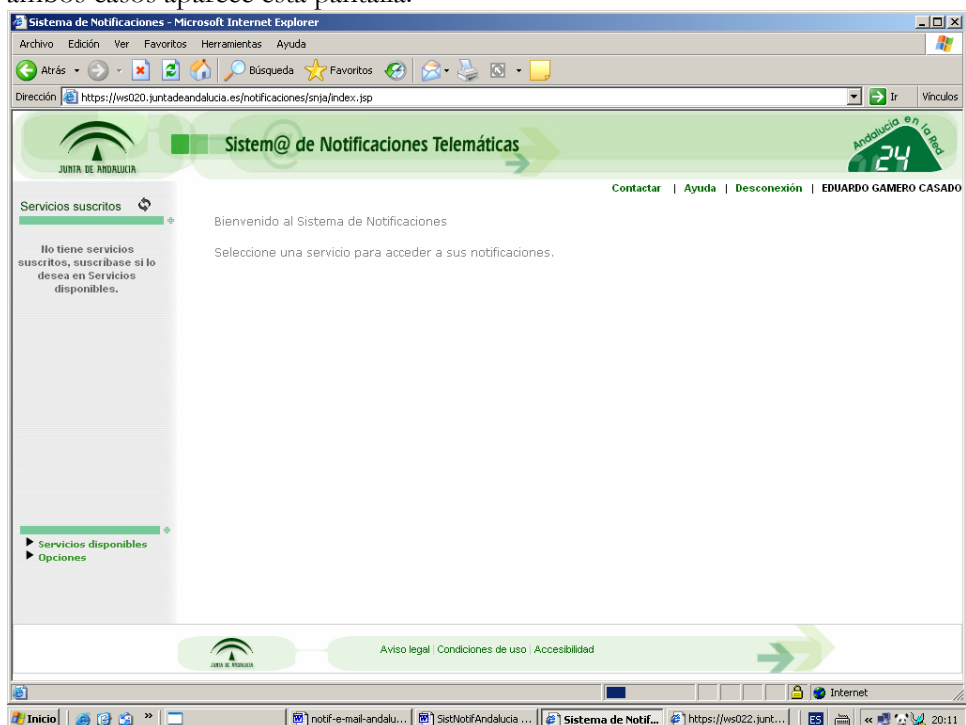 ambos casos aparece esta pantalla.
Sistema de Notificaciones - Microsoft Internet Explorer
Archivo Edición Ver Favoritos Herramientas Ayuda
Atrás Búsqueda Favoritos
Dirección https://ws020.juntadeandalucia.es/notificaciones/snja/index.jsp Ir Vínculos
JUNTA DE ANDALUCIA
Sistem@ de Notificaciones Telemáticas
Andalucía en la Red
24
Contactar | Ayuda | Desconexión | EDUARDO GAMERO CASADO
Servicios suscritos
No tiene servicios
suscritos, suscríbase si lo
desea en Servicios
disponibles.
Bienvenido al Sistema de Notificaciones
Seleccione una servicio para acceder a sus notificaciones.
Servicios disponibles
Opciones
JUNTA DE ANDALUCIA
Aviso legal | Condiciones de uso | Accesibilidad
Internet
Inicio » notif-e-mail-andalu... SistNotifAndalucia ... Sistema de Notif... https://ws022.junt... ES « 20:11